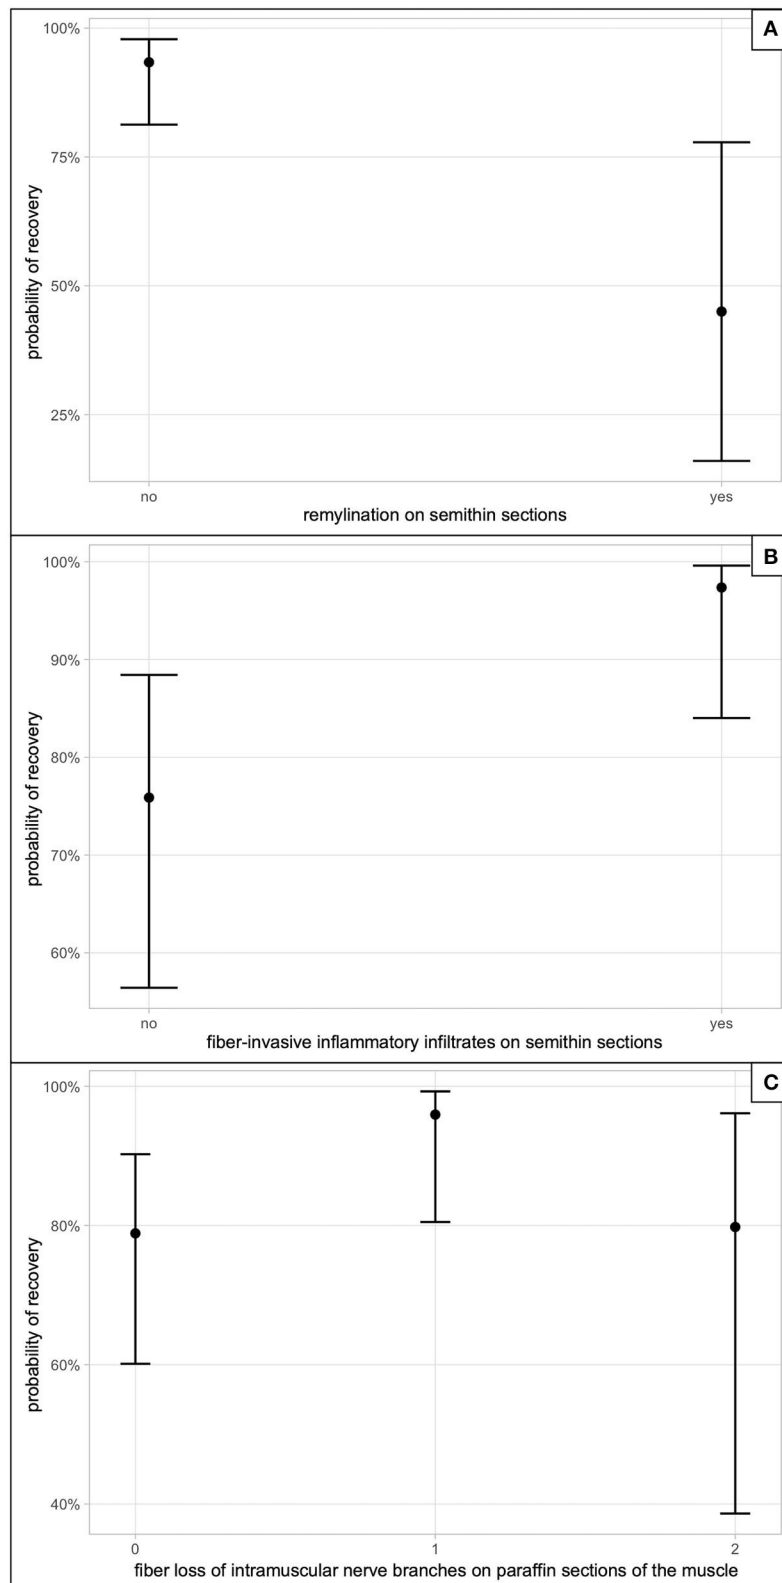 A
100%
75%
50%
25%
probability of recovery
no
yes
remylination on semithin sections
B
100%
90%
80%
70%
60%
probability of recovery
no
yes
fiber-invasive inflammatory infiltrates on semithin sections
C
100%
80%
60%
40%
probability of recovery
0
1
2
fiber loss of intramuscular nerve branches on paraffin sections of the muscle